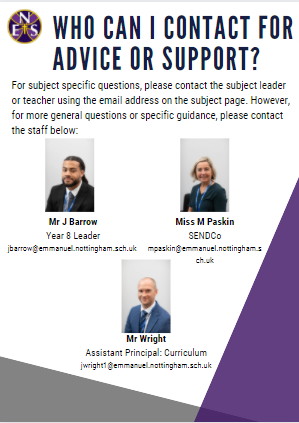 N
E S
WHO CAN I CONTACT FOR
ADVICE OR SUPPORT?
For subject specific questions, please contact the subject leader
or teacher using the email address on the subject page. However,
for more general questions or specific guidance, please contact
the staff below:
Mr J Barrow
Year 8 Leader
jbarrow@emmanuel.nottingham.sch.uk
Miss M Paskin
SENDCo
mpaskin@emmanuel.nottingham.s
ch.uk
Mr Wright
Assistant Principal: Curriculum
jwright1@emmanuel.nottingham.sch.uk